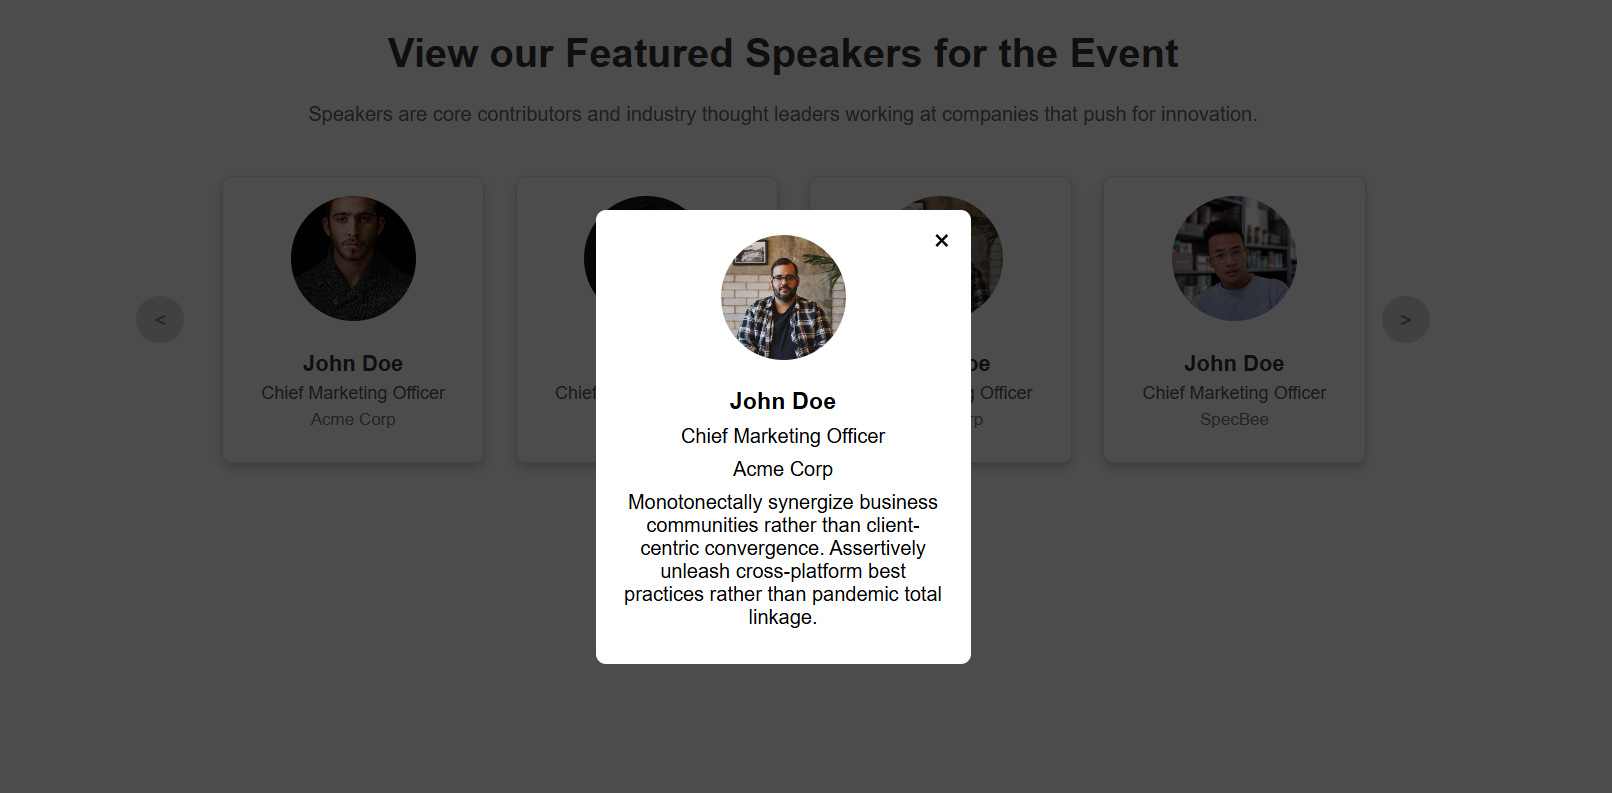 View our Featured Speakers for the Event
Speakers are core contributors and industry thought leaders working at companies that push for innovation.
<
John Doe
Chief Marketing Officer
Acme Corp
Chief
×
John Doe
Chief Marketing Officer
Acme Corp
Monotonectally synergize business
communities rather than client-
centric convergence. Assertively
unleash cross-platform best
practices rather than pandemic total
linkage.
oe
g Officer
rp
John Doe
Chief Marketing Officer
SpecBee
>